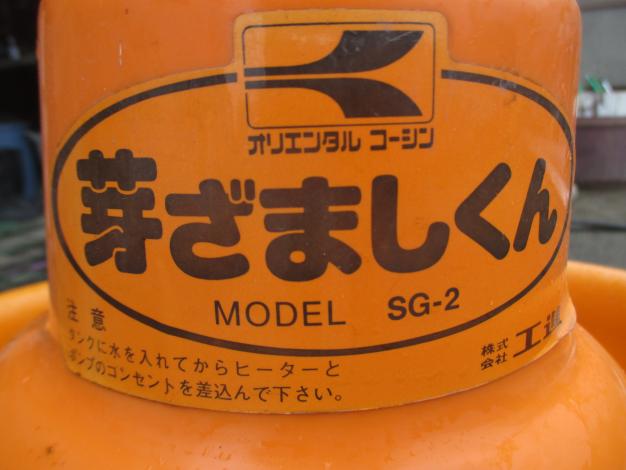 オリエンタル コーシン
芽ざましくん
MODEL SG-2
注意
タンクに水を入れてからヒーターと
ポンプのコンセントを差込んで下さい。
株式会社 工進